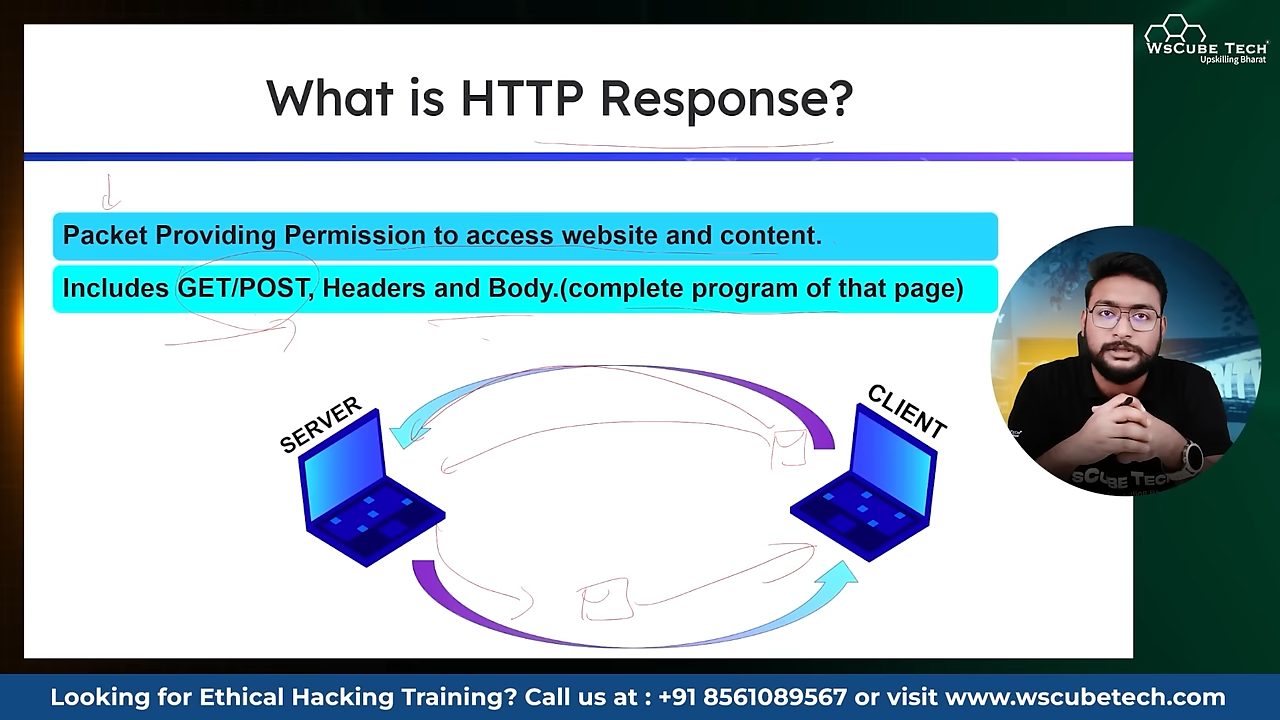 WsCube Tech
Upskilling Bharat
What is HTTP Response?
Packet Providing Permission to access website and content.
Includes GET/POST, Headers and Body.(complete program of that page)
SERVER
CLIENT
SCUBE TECH
Looking for Ethical Hacking Training? Call us at : +91 8561089567 or visit www.wscubetech.com